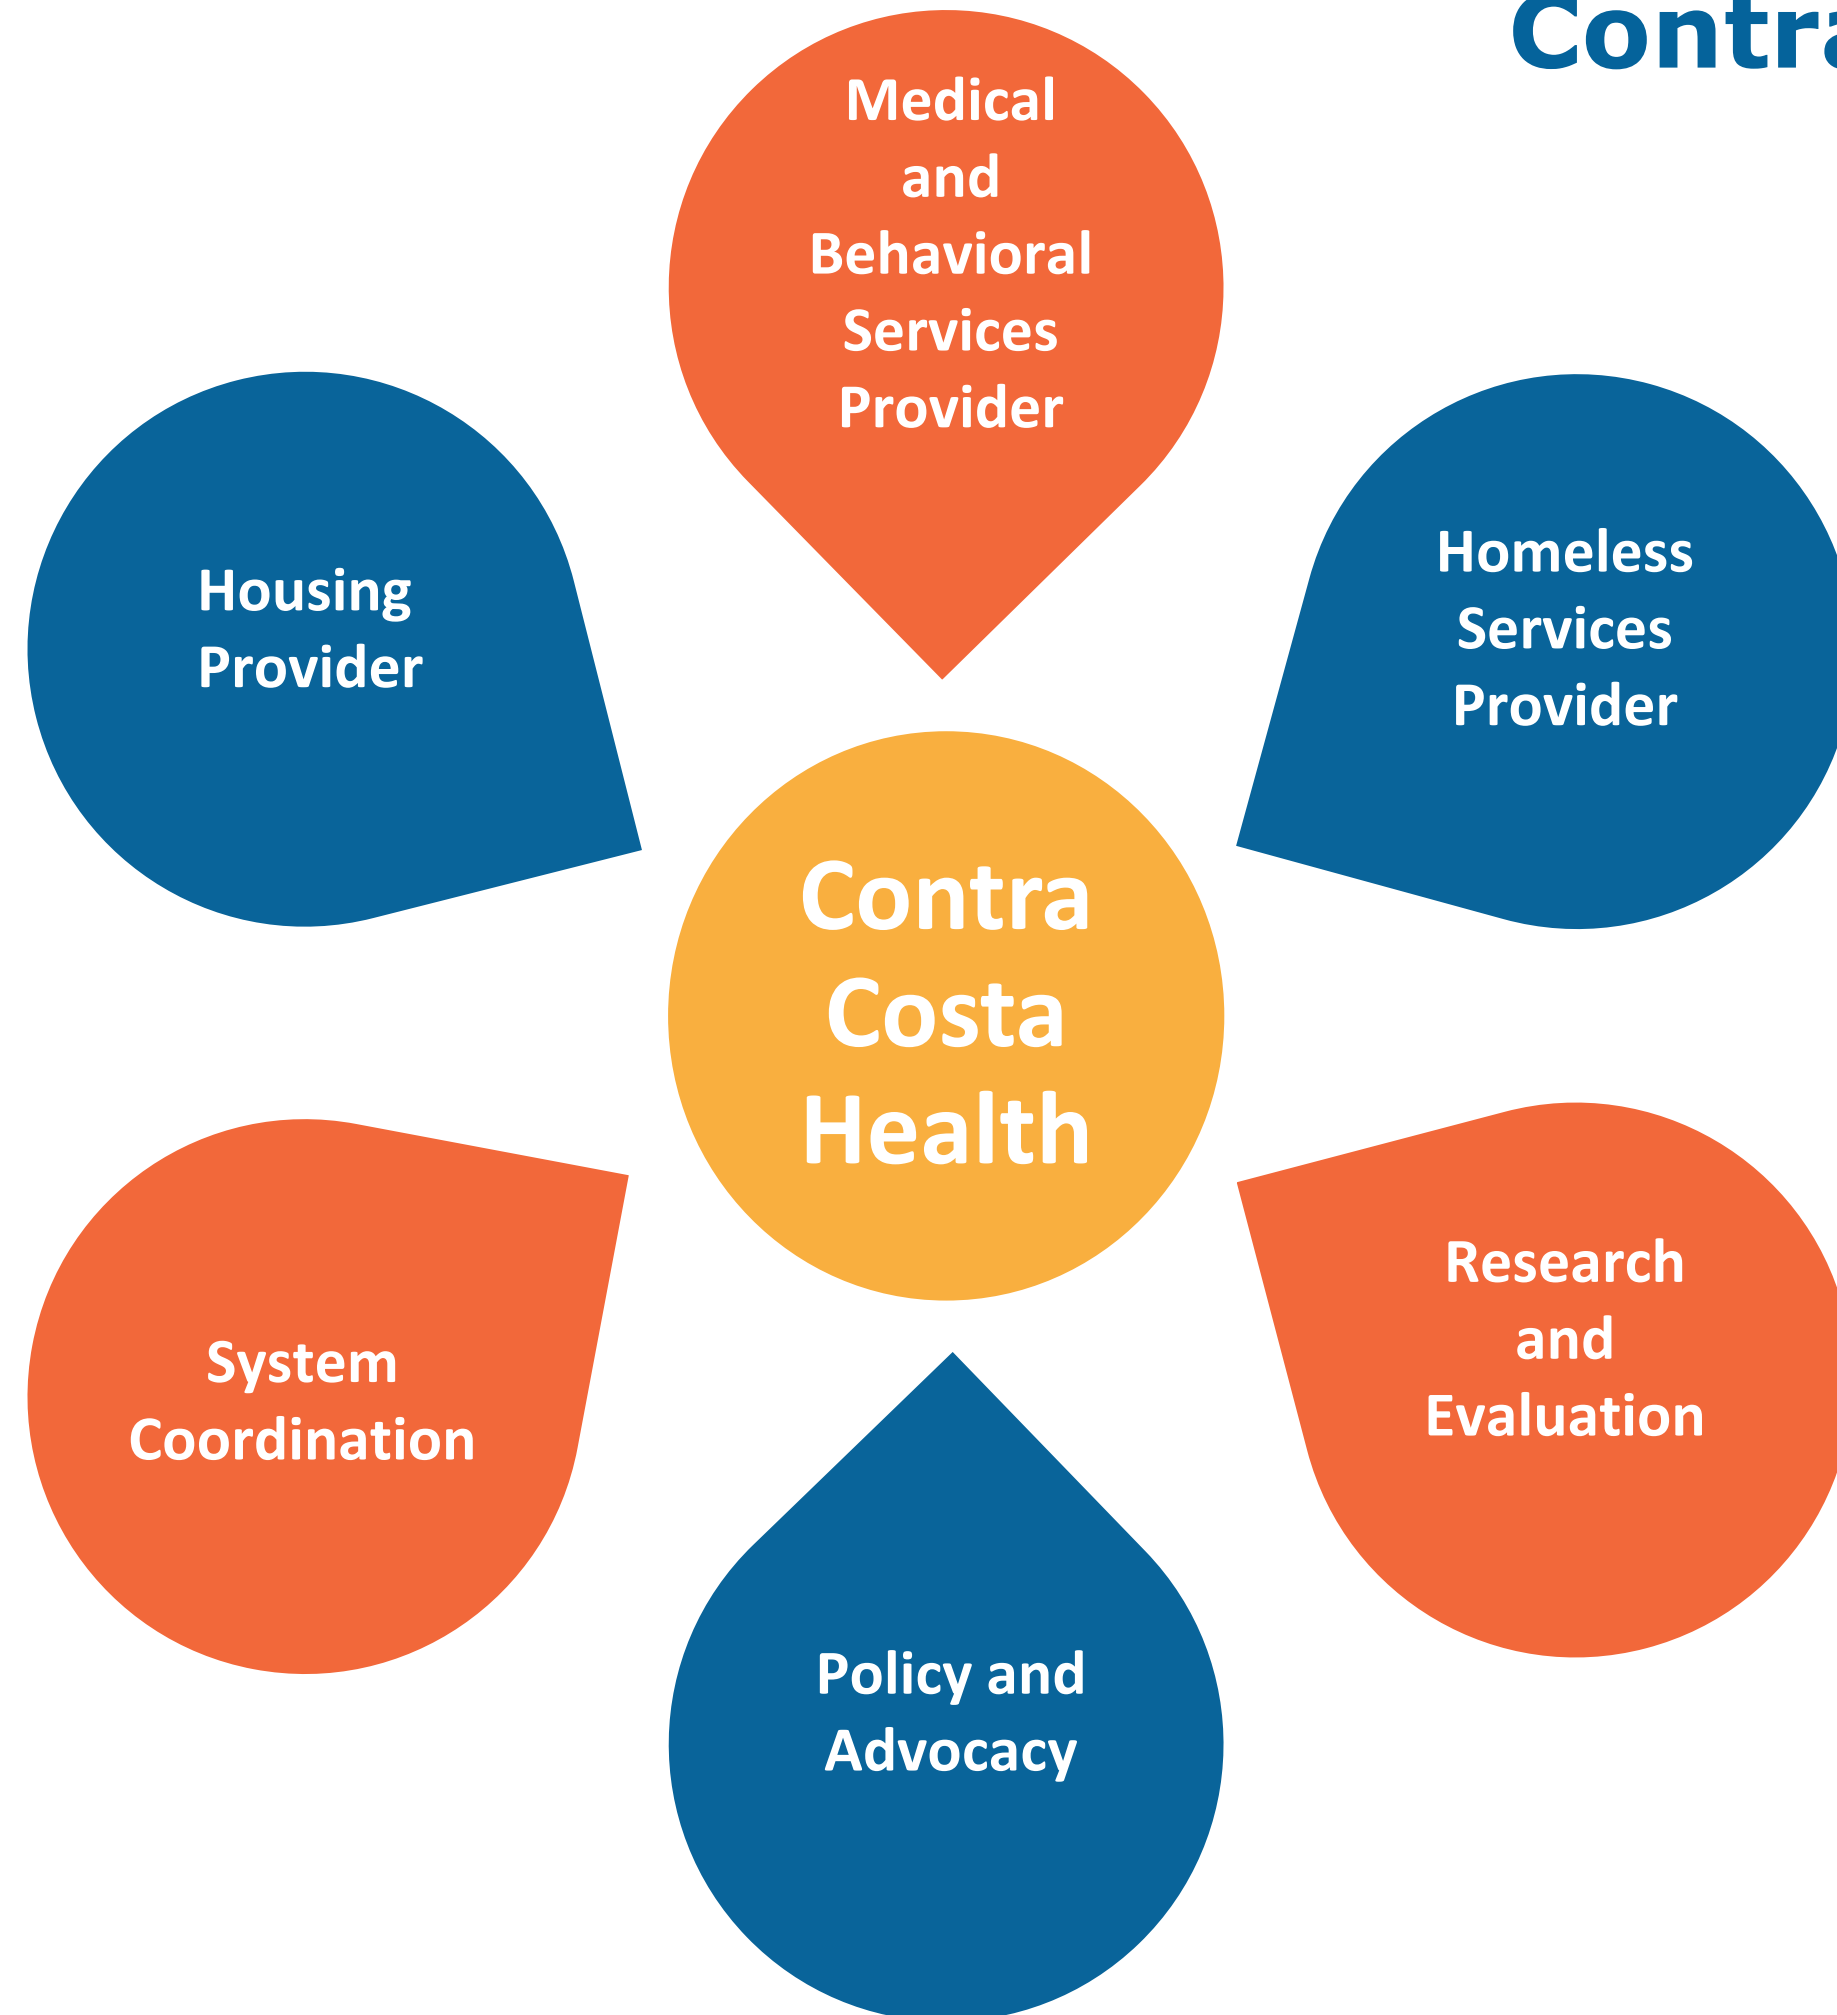 Contra
Medical
and
Behavioral
Services
Provider
Housing
Provider
Homeless
Services
Provider
Contra
Costa
Health
System
Coordination
Research
and
Evaluation
Policy and
Advocacy